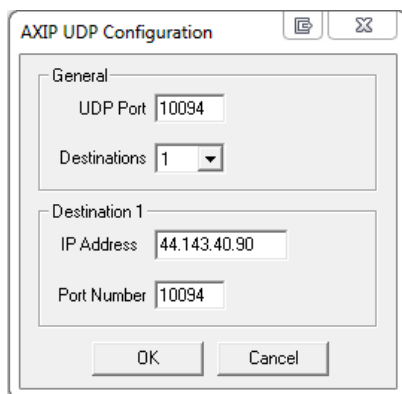 AXIP UDP Configuration
General
UDP Port 10094
Destinations 1
Destination 1
IP Address 44.143.40.90
Port Number 10094
OK Cancel